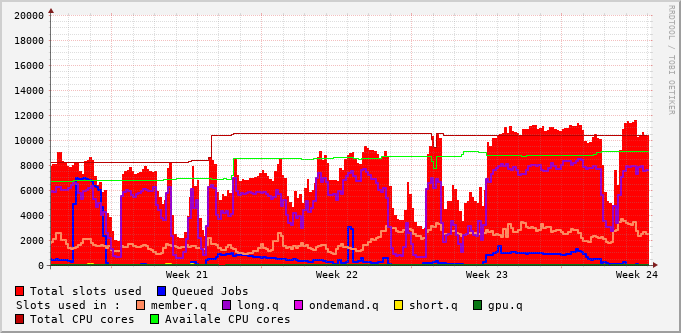 RRDTOOL / TOBI OETIKER
20000
18000
16000
14000
12000
10000
8000
6000
4000
2000
0
Week 21 Week 22 Week 23 Week 24
Total slots used Queued Jobs
Slots used in : member.q long.q ondemand.q short.q gpu.q
Total CPU cores Availale CPU cores